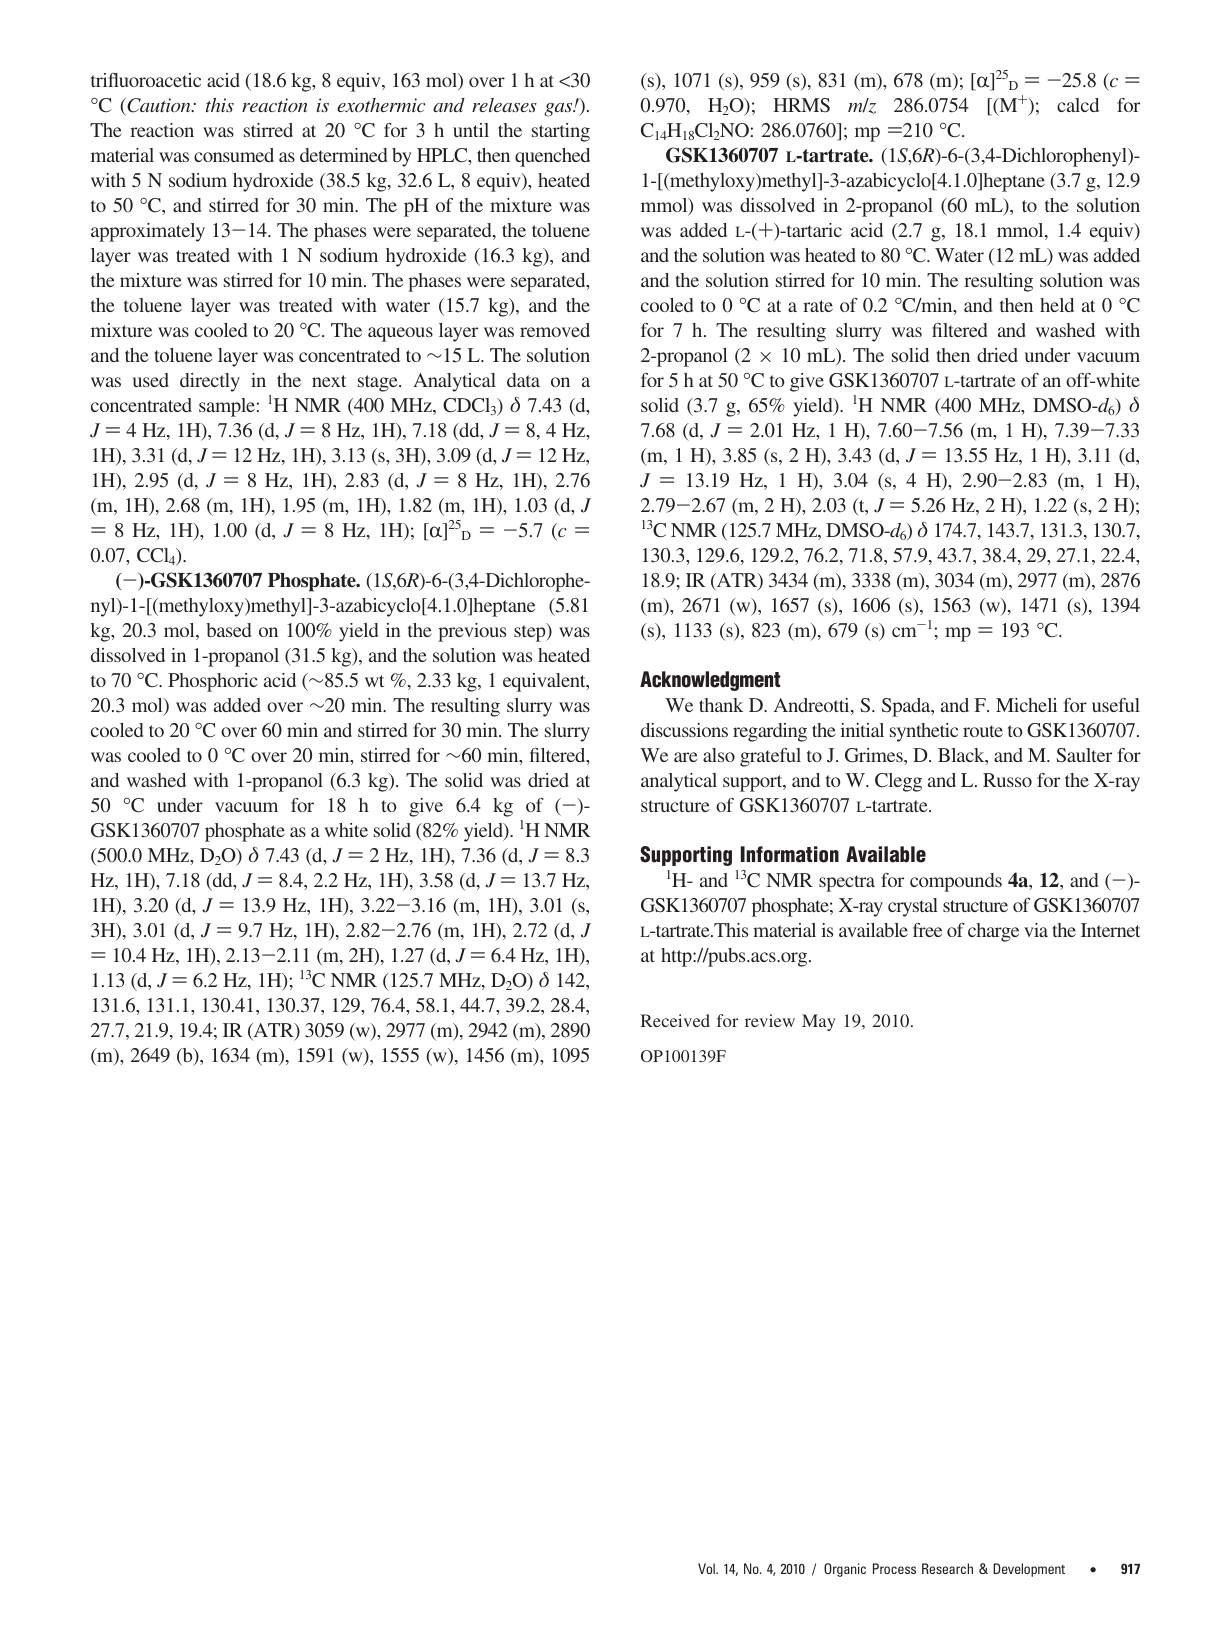 trifluoroacetic acid (18.6 kg, 8 equiv, 163 mol) over 1 h at <30
°C (Caution: this reaction is exothermic and releases gas!).
The reaction was stirred at 20 °C for 3 h until the starting
material was consumed as determined by HPLC, then quenched
with 5 N sodium hydroxide (38.5 kg, 32.6 L, 8 equiv), heated
to 50 °C, and stirred for 30 min. The pH of the mixture was
approximately 13−14. The phases were separated, the toluene
layer was treated with 1 N sodium hydroxide (16.3 kg), and
the mixture was stirred for 10 min. The phases were separated,
the toluene layer was treated with water (15.7 kg), and the
mixture was cooled to 20 °C. The aqueous layer was removed
and the toluene layer was concentrated to ∼15 L. The solution
was used directly in the next stage. Analytical data on a
concentrated sample: ¹H NMR (400 MHz, CDCl₃) δ 7.43 (d,
J = 4 Hz, 1H), 7.36 (d, J = 8 Hz, 1H), 7.18 (dd, J = 8, 4 Hz,
1H), 3.31 (d, J = 12 Hz, 1H), 3.13 (s, 3H), 3.09 (d, J = 12 Hz,
1H), 2.95 (d, J = 8 Hz, 1H), 2.83 (d, J = 8 Hz, 1H), 2.76
(m, 1H), 2.68 (m, 1H), 1.95 (m, 1H), 1.82 (m, 1H), 1.03 (d, J
= 8 Hz, 1H), 1.00 (d, J = 8 Hz, 1H); [α]²⁵D = −5.7 (c =
0.07, CCl₄).
(−)-GSK1360707 Phosphate. (1S,6R)-6-(3,4-Dichlorophe-
nyl)-1-[(methyloxy)methyl]-3-azabicyclo[4.1.0]heptane (5.81
kg, 20.3 mol, based on 100% yield in the previous step) was
dissolved in 1-propanol (31.5 kg), and the solution was heated
to 70 °C. Phosphoric acid (∼85.5 wt %, 2.33 kg, 1 equivalent,
20.3 mol) was added over ∼20 min. The resulting slurry was
cooled to 20 °C over 60 min and stirred for 30 min. The slurry
was cooled to 0 °C over 20 min, stirred for ∼60 min, filtered,
and washed with 1-propanol (6.3 kg). The solid was dried at
50 °C under vacuum for 18 h to give 6.4 kg of (−)-
GSK1360707 phosphate as a white solid (82% yield). ¹H NMR
(500.0 MHz, D₂O) δ 7.43 (d, J = 2 Hz, 1H), 7.36 (d, J = 8.3
Hz, 1H), 7.18 (dd, J = 8.4, 2.2 Hz, 1H), 3.58 (d, J = 13.7 Hz,
1H), 3.20 (d, J = 13.9 Hz, 1H), 3.22−3.16 (m, 1H), 3.01 (s,
3H), 3.01 (d, J = 9.7 Hz, 1H), 2.82−2.76 (m, 1H), 2.72 (d, J
= 10.4 Hz, 1H), 2.13−2.11 (m, 2H), 1.27 (d, J = 6.4 Hz, 1H),
1.13 (d, J = 6.2 Hz, 1H); ¹³C NMR (125.7 MHz, D₂O) δ 142,
131.6, 131.1, 130.41, 130.37, 129, 76.4, 58.1, 44.7, 39.2, 28.4,
27.7, 21.9, 19.4; IR (ATR) 3059 (w), 2977 (m), 2942 (m), 2890
(m), 2649 (b), 1634 (m), 1591 (w), 1555 (w), 1456 (m), 1095
(s), 1071 (s), 959 (s), 831 (m), 678 (m); [α]²⁵D = −25.8 (c =
0.970, H₂O); HRMS m/z 286.0754 [(M⁺); calcd for
C₁₄H₁₈Cl₂NO: 286.0760]; mp =210 °C.
GSK1360707 L-tartrate. (1S,6R)-6-(3,4-Dichlorophenyl)-
1-[(methyloxy)methyl]-3-azabicyclo[4.1.0]heptane (3.7 g, 12.9
mmol) was dissolved in 2-propanol (60 mL), to the solution
was added L-(+)-tartaric acid (2.7 g, 18.1 mmol, 1.4 equiv)
and the solution was heated to 80 °C. Water (12 mL) was added
and the solution stirred for 10 min. The resulting solution was
cooled to 0 °C at a rate of 0.2 °C/min, and then held at 0 °C
for 7 h. The resulting slurry was filtered and washed with
2-propanol (2 × 10 mL). The solid then dried under vacuum
for 5 h at 50 °C to give GSK1360707 L-tartrate of an off-white
solid (3.7 g, 65% yield). ¹H NMR (400 MHz, DMSO-d₆) δ
7.68 (d, J = 2.01 Hz, 1 H), 7.60−7.56 (m, 1 H), 7.39−7.33
(m, 1 H), 3.85 (s, 2 H), 3.43 (d, J = 13.55 Hz, 1 H), 3.11 (d,
J = 13.19 Hz, 1 H), 3.04 (s, 4 H), 2.90−2.83 (m, 1 H),
2.79−2.67 (m, 2 H), 2.03 (t, J = 5.26 Hz, 2 H), 1.22 (s, 2 H);
¹³C NMR (125.7 MHz, DMSO-d₆) δ 174.7, 143.7, 131.3, 130.7,
130.3, 129.6, 129.2, 76.2, 71.8, 57.9, 43.7, 38.4, 29, 27.1, 22.4,
18.9; IR (ATR) 3434 (m), 3338 (m), 3034 (m), 2977 (m), 2876
(m), 2671 (w), 1657 (s), 1606 (s), 1563 (w), 1471 (s), 1394
(s), 1133 (s), 823 (m), 679 (s) cm⁻¹; mp = 193 °C.
Acknowledgment
We thank D. Andreotti, S. Spada, and F. Micheli for useful
discussions regarding the initial synthetic route to GSK1360707.
We are also grateful to J. Grimes, D. Black, and M. Saulter for
analytical support, and to W. Clegg and L. Russo for the X-ray
structure of GSK1360707 L-tartrate.
Supporting Information Available
¹H- and ¹³C NMR spectra for compounds 4a, 12, and (−)-
GSK1360707 phosphate; X-ray crystal structure of GSK1360707
L-tartrate.This material is available free of charge via the Internet
at http://pubs.acs.org.
Received for review May 19, 2010.
OP100139F
Vol. 14, No. 4, 2010 / Organic Process Research & Development • 917